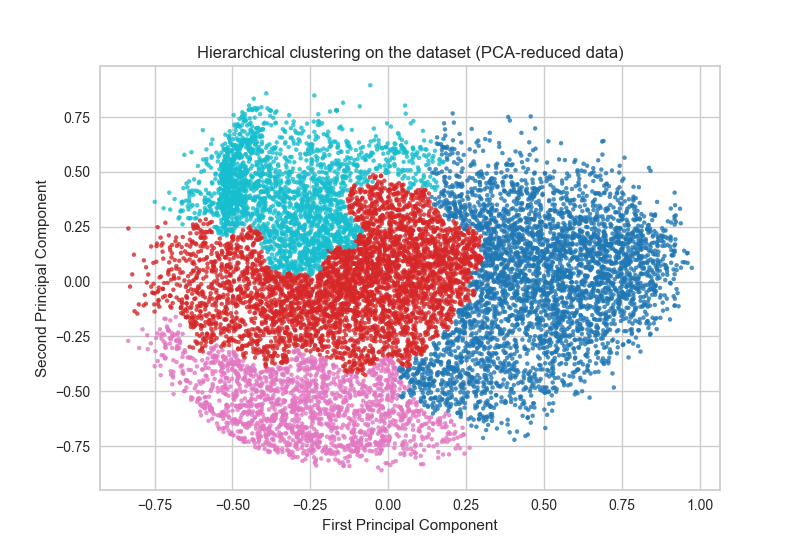 Hierarchical clustering on the dataset (PCA-reduced data)
0.75
0.50
0.25
0.00
−0.25
−0.50
−0.75
Second Principal Component
−0.75 −0.50 −0.25 0.00 0.25 0.50 0.75 1.00
First Principal Component